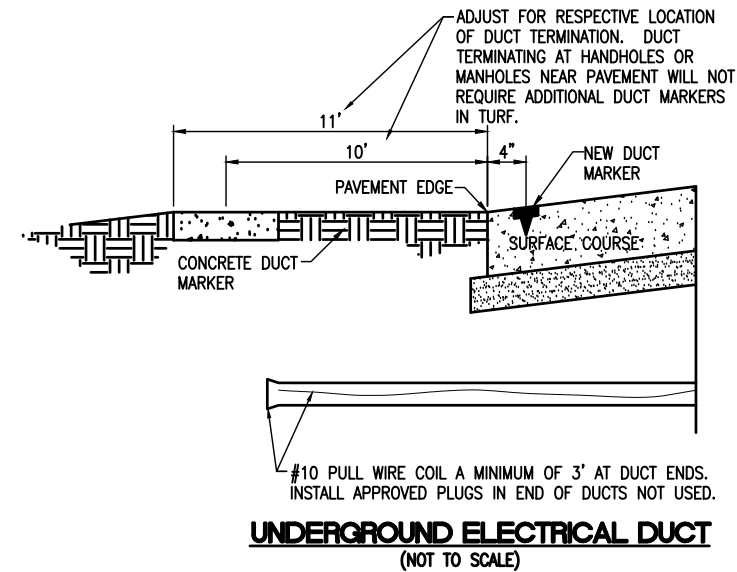 ADJUST FOR RESPECTIVE LOCATION
OF DUCT TERMINATION. DUCT
TERMINATING AT HANDHOLES OR
MANHOLES NEAR PAVEMENT WILL NOT
REQUIRE ADDITIONAL DUCT MARKERS
IN TURF.
11'
10'
4"
NEW DUCT
MARKER
PAVEMENT EDGE
SURFACE COURSE
CONCRETE DUCT
MARKER
#10 PULL WIRE COIL A MINIMUM OF 3' AT DUCT ENDS.
INSTALL APPROVED PLUGS IN END OF DUCTS NOT USED.
UNDERGROUND ELECTRICAL DUCT
(NOT TO SCALE)